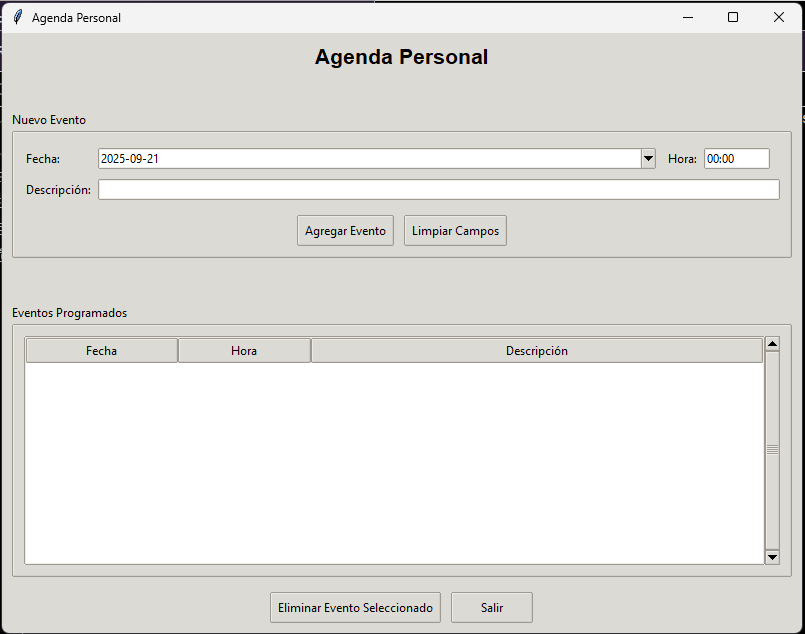 Agenda Personal
Agenda Personal
Nuevo Evento
Fecha: 2025-09-21 Hora: 00:00
Descripción:
Agregar Evento Limpiar Campos
Eventos Programados
Fecha Hora Descripción
Eliminar Evento Seleccionado Salir